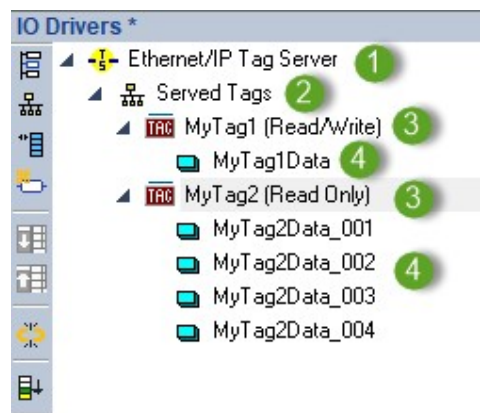 IO Drivers *
Ethernet/IP Tag Server 1
Served Tags 2
TAG MyTag1 (Read/Write) 3
MyTag1Data 4
TAG MyTag2 (Read Only) 3
MyTag2Data_001
MyTag2Data_002 4
MyTag2Data_003
MyTag2Data_004